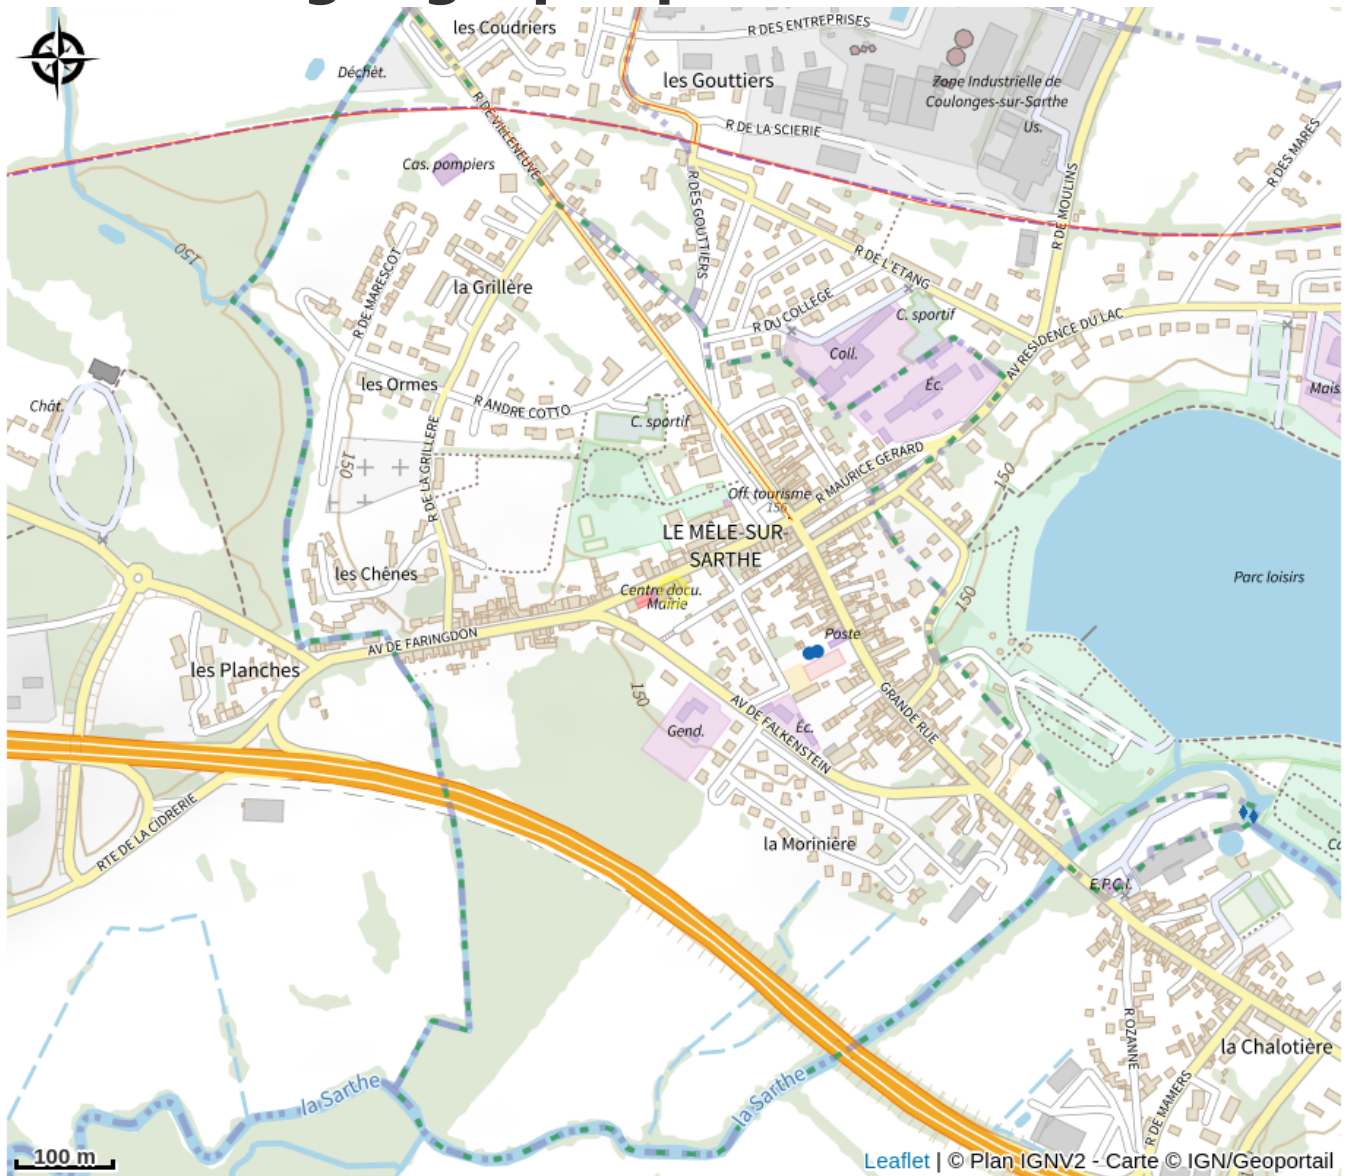 les Coudriers
R DES ENTREPRISES
Déchèt.
les Gouttiers
Zone Industrielle de
Coulonges-sur-Sarthe
Us.
R DE VILLENEUVE
R DE LA SCIERIE
R DES MARES
Cas. pompiers
R DES GOUTTIERS
R DE MOULINS
150
R DE MARESCOT
la Grillère
R DE L'ETANG
R DU COLLEGE
C. sportif
AV RESIDENCE DU LAC
Coll.
Éc.
les Ormes
Mais
Chât.
R ANDRE COTTO
C. sportif
R DE LA GRILLERE
150
R MAURICE GERARD
150
Off. tourisme
156
LE MÊLE-SUR-
SARTHE
les Chênes
Parc loisirs
Centre docu.
Mairie
150
Poste
AV DE FARINGDON
les Planches
150
GRANDE RUE
AV DE FALKENSTEIN
Gend.
Éc.
RTE DE LA CIDRERIE
la Morinière
E.P.C.I.
R OZANNE
la Chalotière
la Sarthe
la Sarthe
R DE MAMERS
100 m
Leaflet | © Plan IGNV2 - Carte © IGN/Geoportail